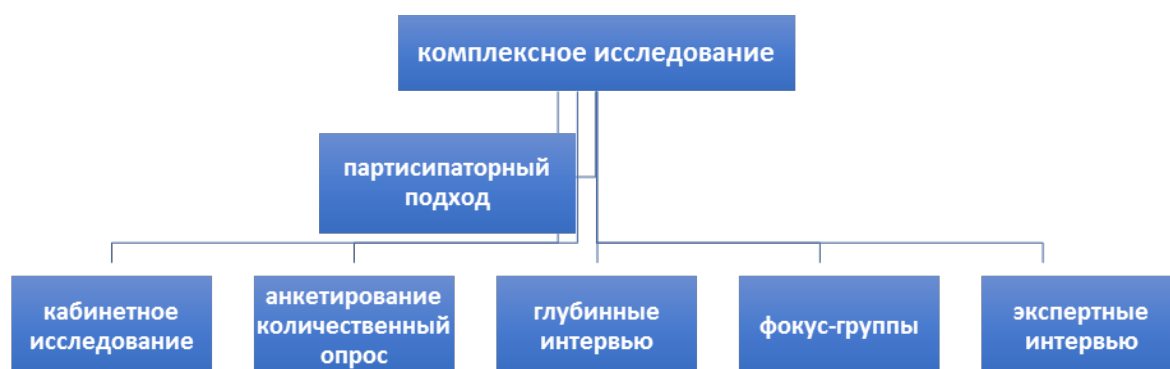 комплексное исследование
партисипаторный
подход
кабинетное
исследование
анкетирование
количественный
опрос
глубинные
интервью
фокус-группы
экспертные
интервью